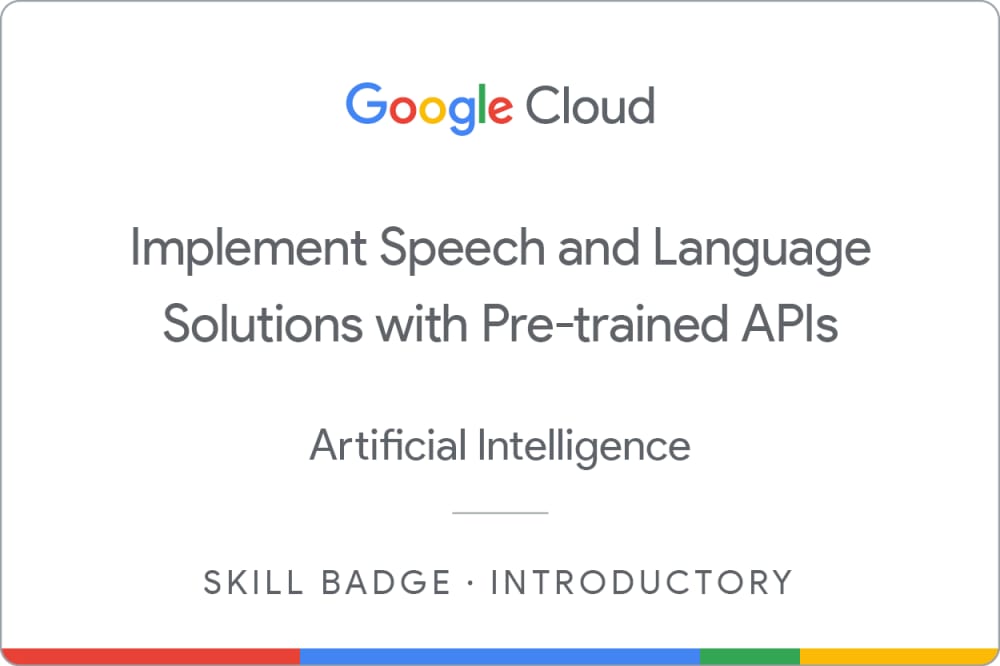 Google Cloud
Implement Speech and Language
Solutions with Pre-trained APIs
Artificial Intelligence
SKILL BADGE · INTRODUCTORY